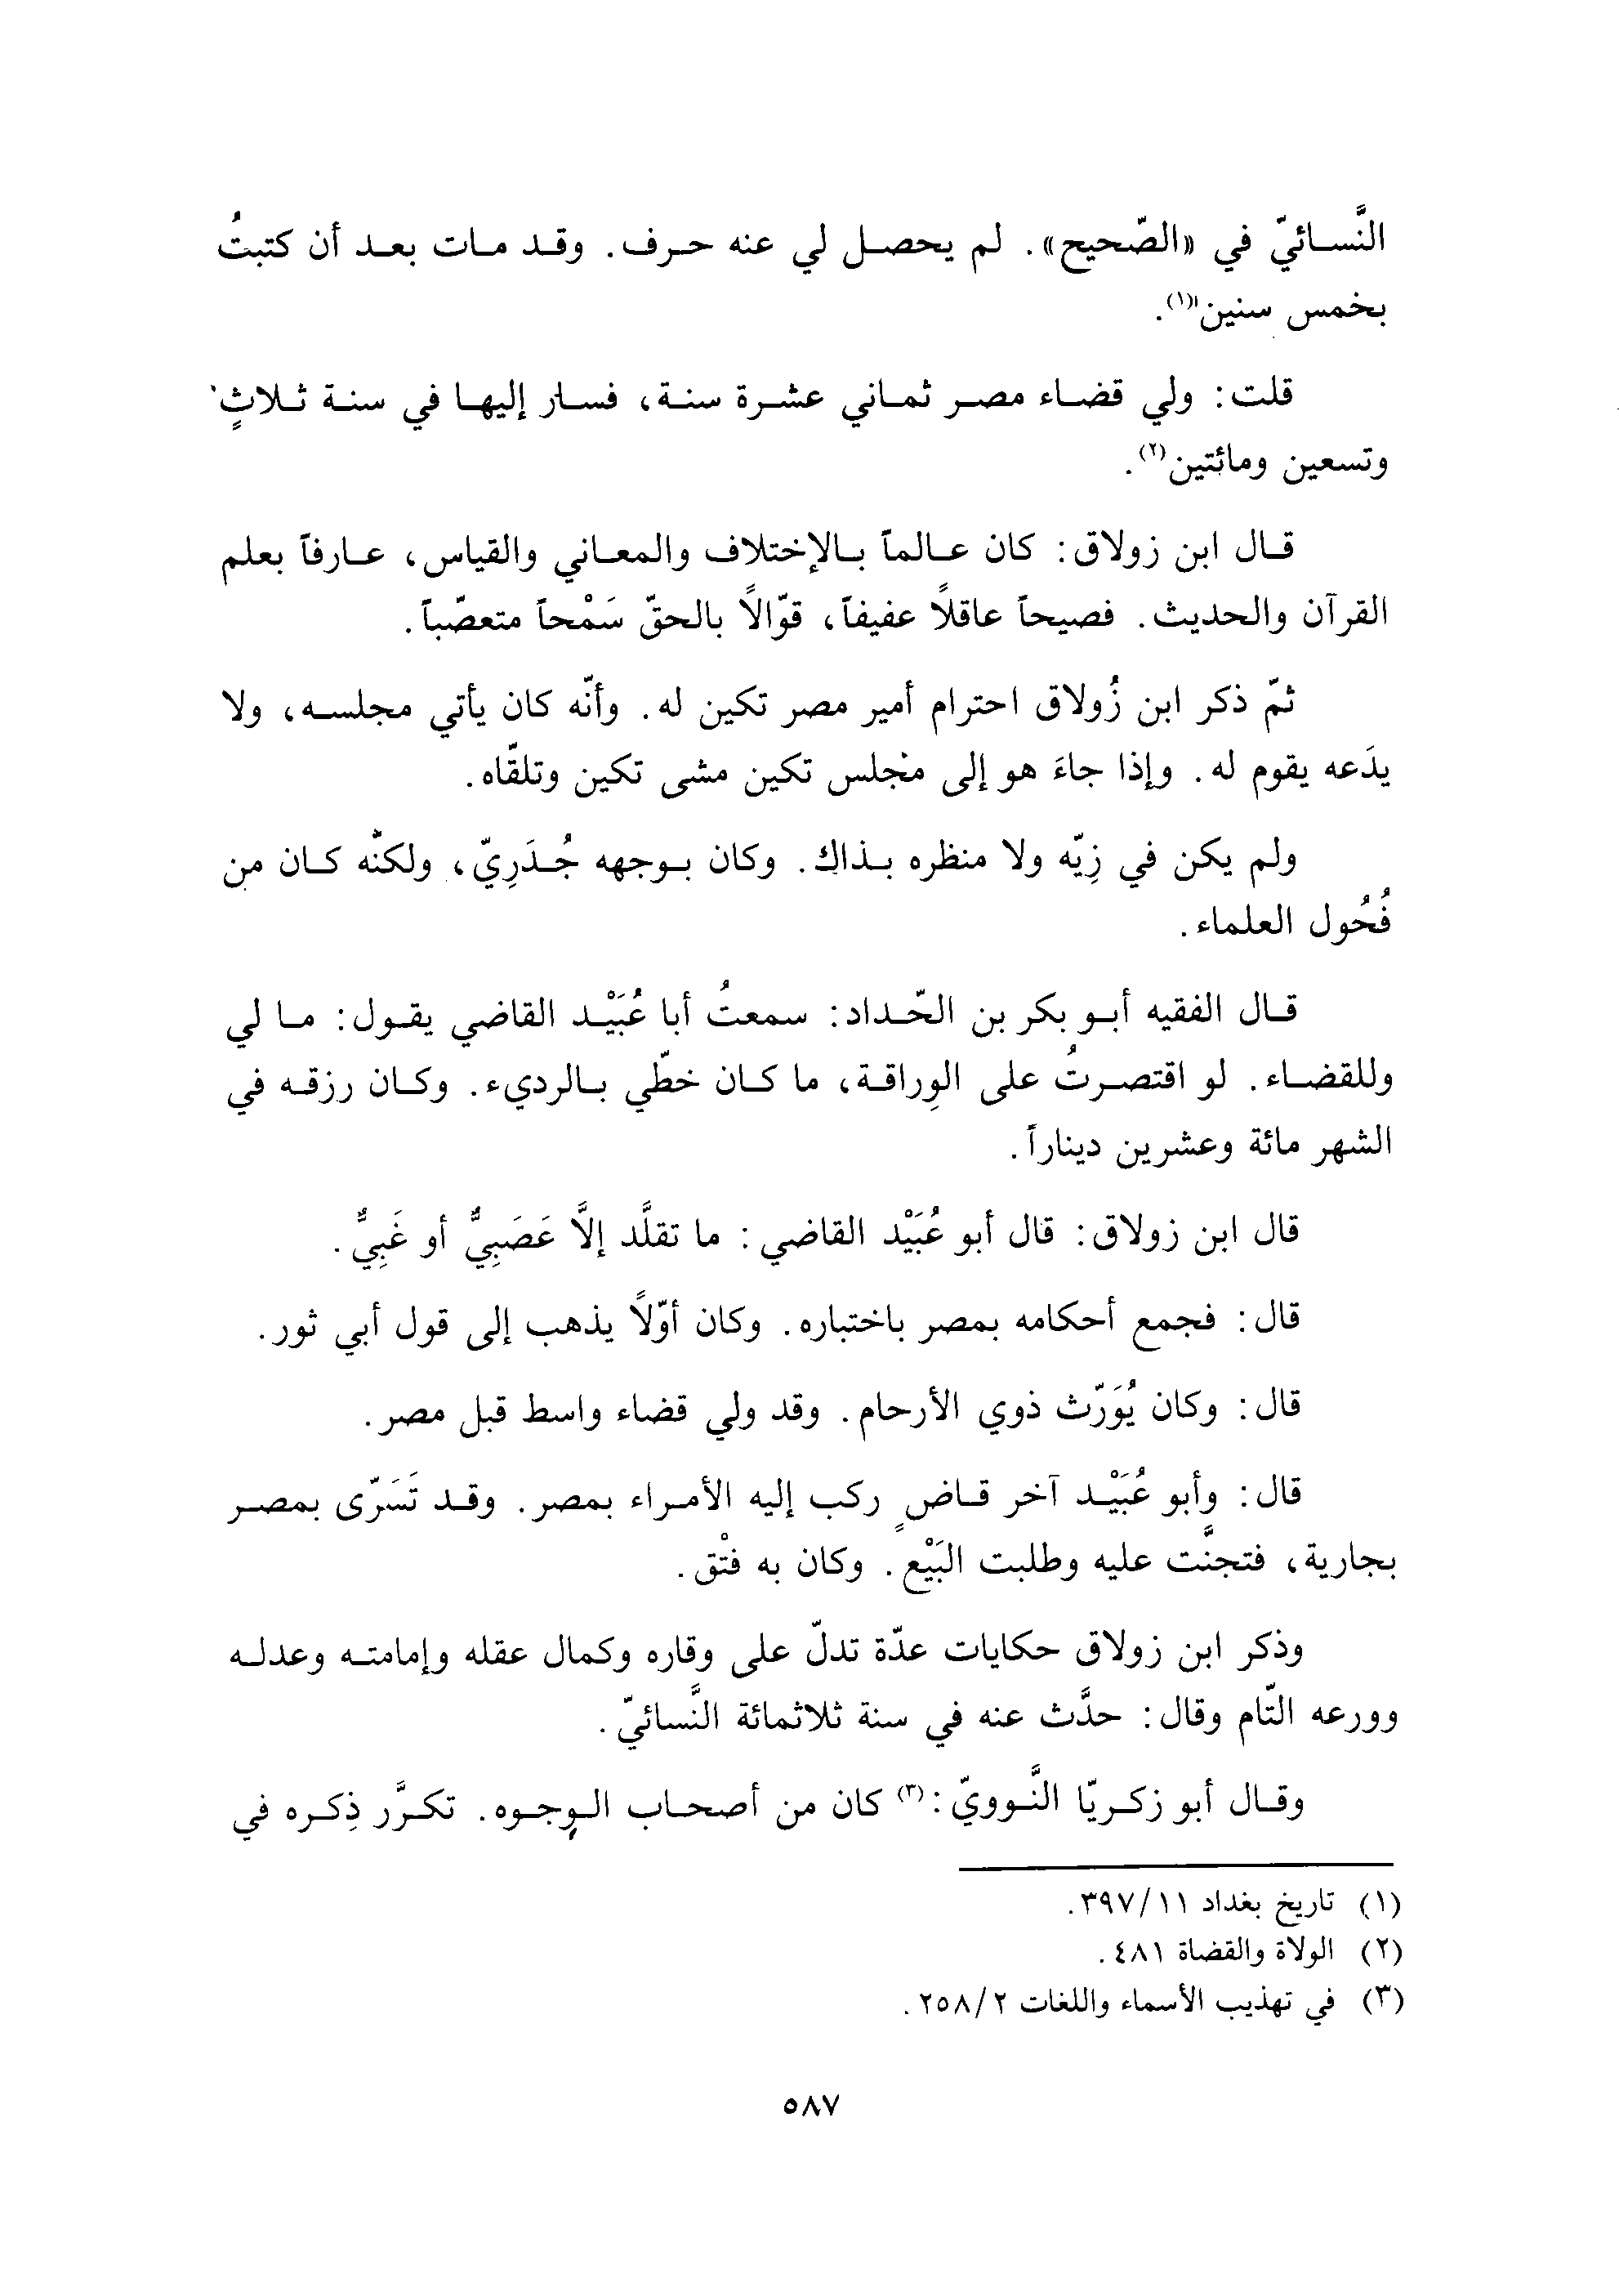 النَّسائيّ في «الصّحيح». لم يحصل لي عنه حرف. وقد مات بعد أن كتبتُ
بخمس سنين(١).
قلت: ولي قضاء مصر ثماني عشرة سنة، فسار إليها في سنة ثلاثٍ
وتسعين ومائتين(٢).
قال ابن زولاق: كان عالماً بالإختلاف والمعاني والقياس، عارفاً بعلم
القرآن والحديث. فصيحاً عاقلاً عفيفاً، قوّالاً بالحقّ سَمْحاً متعصّباً.
ثمّ ذكر ابن زُولاق احترام أمير مصر تكين له. وأنّه كان يأتي مجلسه، ولا
يدَعه يقوم له. وإذا جاءَ هو إلى مجلس تكين مشى تكين وتلقّاه.
ولم يكن في زِيّه ولا منظره بذاك. وكان بوجهه جُدَرِيّ، ولكنّه كان من
فُحُول العلماء.
قال الفقيه أبو بكر بن الحّداد: سمعتُ أبا عُبَيْد القاضي يقول: ما لي
وللقضاء. لو اقتصرتُ على الوِراقة، ما كان خطّي بالرديء. وكان رزقه في
الشهر مائة وعشرين ديناراً.
قال ابن زولاق: قال أبو عُبَيْد القاضي: ما تقلَّد إلَّا عَصَبِيٌّ أو غَبِيٌّ.
قال: فجمع أحكامه بمصر باختباره. وكان أوّلاً يذهب إلى قول أبي ثور.
قال: وكان يُوَرّث ذوي الأرحام. وقد ولي قضاء واسط قبل مصر.
قال: وأبو عُبَيْد آخر قاضٍ ركب إليه الأمراء بمصر. وقد تَسَرّى بمصر
بجارية، فتجنَّت عليه وطلبت البَيْع. وكان به فتْق.
وذكر ابن زولاق حكايات عدّة تدلّ على وقاره وكمال عقله وإمامته وعدله
وورعه التّام وقال: حدَّث عنه في سنة ثلاثمائة النَّسائيّ.
وقال أبو زكريّا النَّوويّ:(٣) كان من أصحاب الوجوه. تكرَّر ذِكره في
(١) تاريخ بغداد ٣٩٧/١١.
(٢) الولاة والقضاة ٤٨١.
(٣) في تهذيب الأسماء واللغات ٢٥٨/٢.
٥٨٧